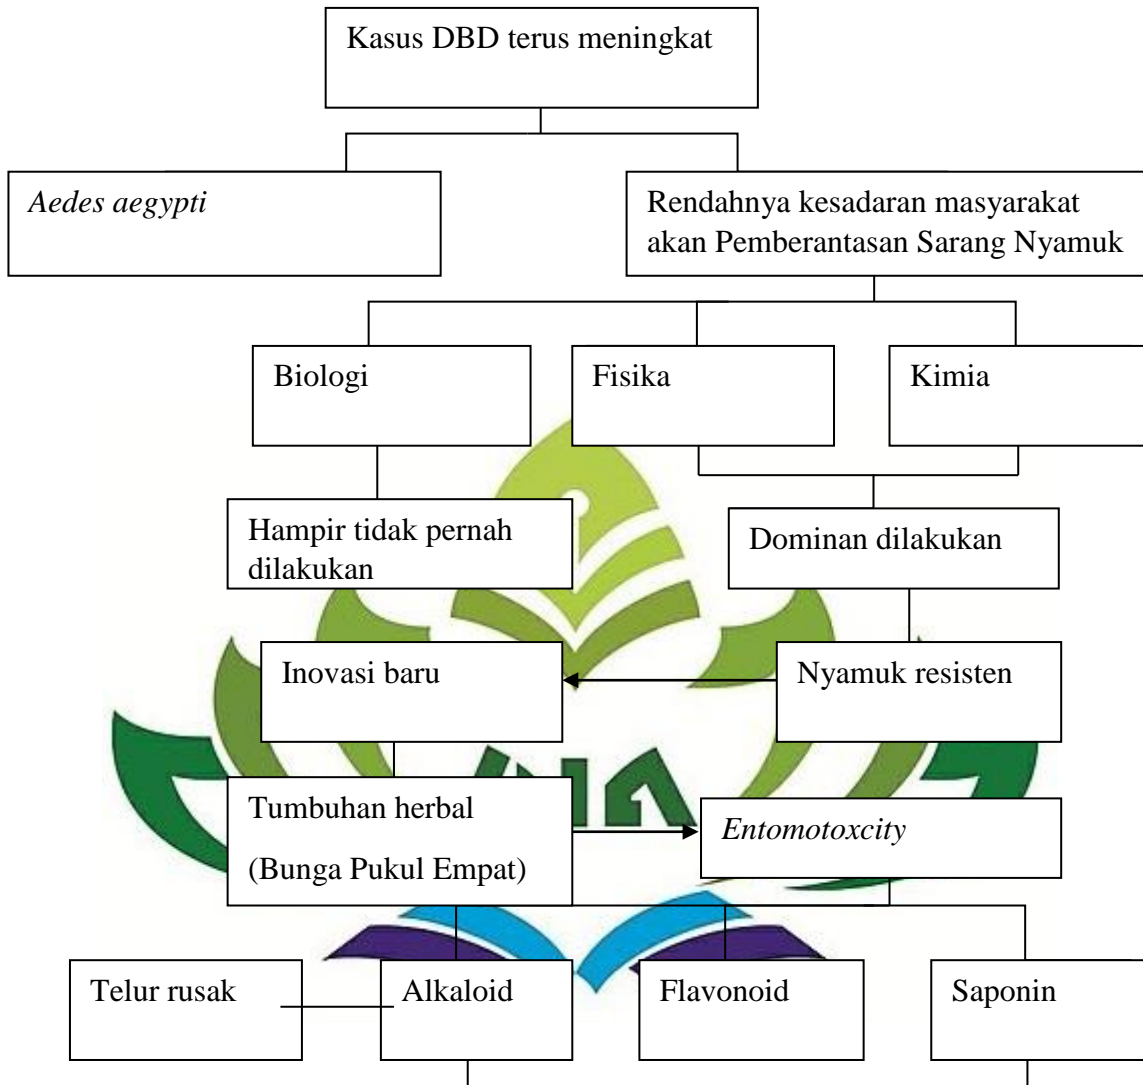 Kasus DBD terus meningkat
Aedes aegypti
Rendahnya kesadaran masyarakat
akan Pemberantasan Sarang Nyamuk
Biologi
Fisika
Kimia
Hampir tidak pernah
dilakukan
Dominan dilakukan
Inovasi baru
Nyamuk resisten
Tumbuhan herbal
(Bunga Pukul Empat)
Entomotoxcity
Telur rusak
Alkaloid
Flavonoid
Saponin